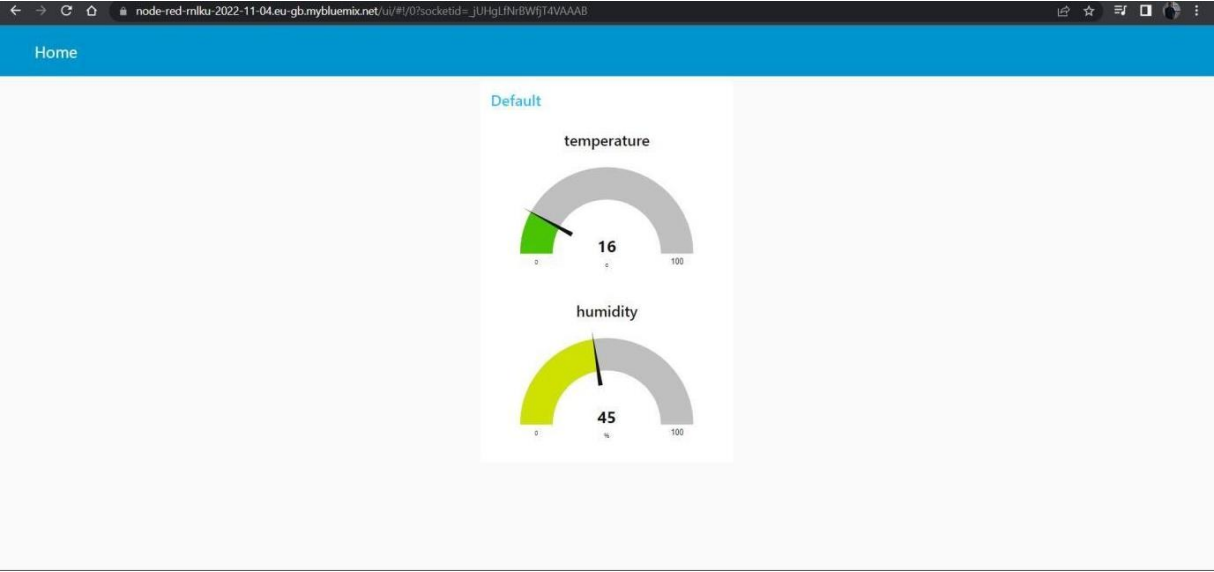 node-red-rnlku-2022-11-04.eu-gb.mybluemix.net/ui/#!/0?socketid=_jUHgLfNrBWfjT4VAAAB
Home
Default
temperature
16
0
c
100
humidity
45
0
%
100